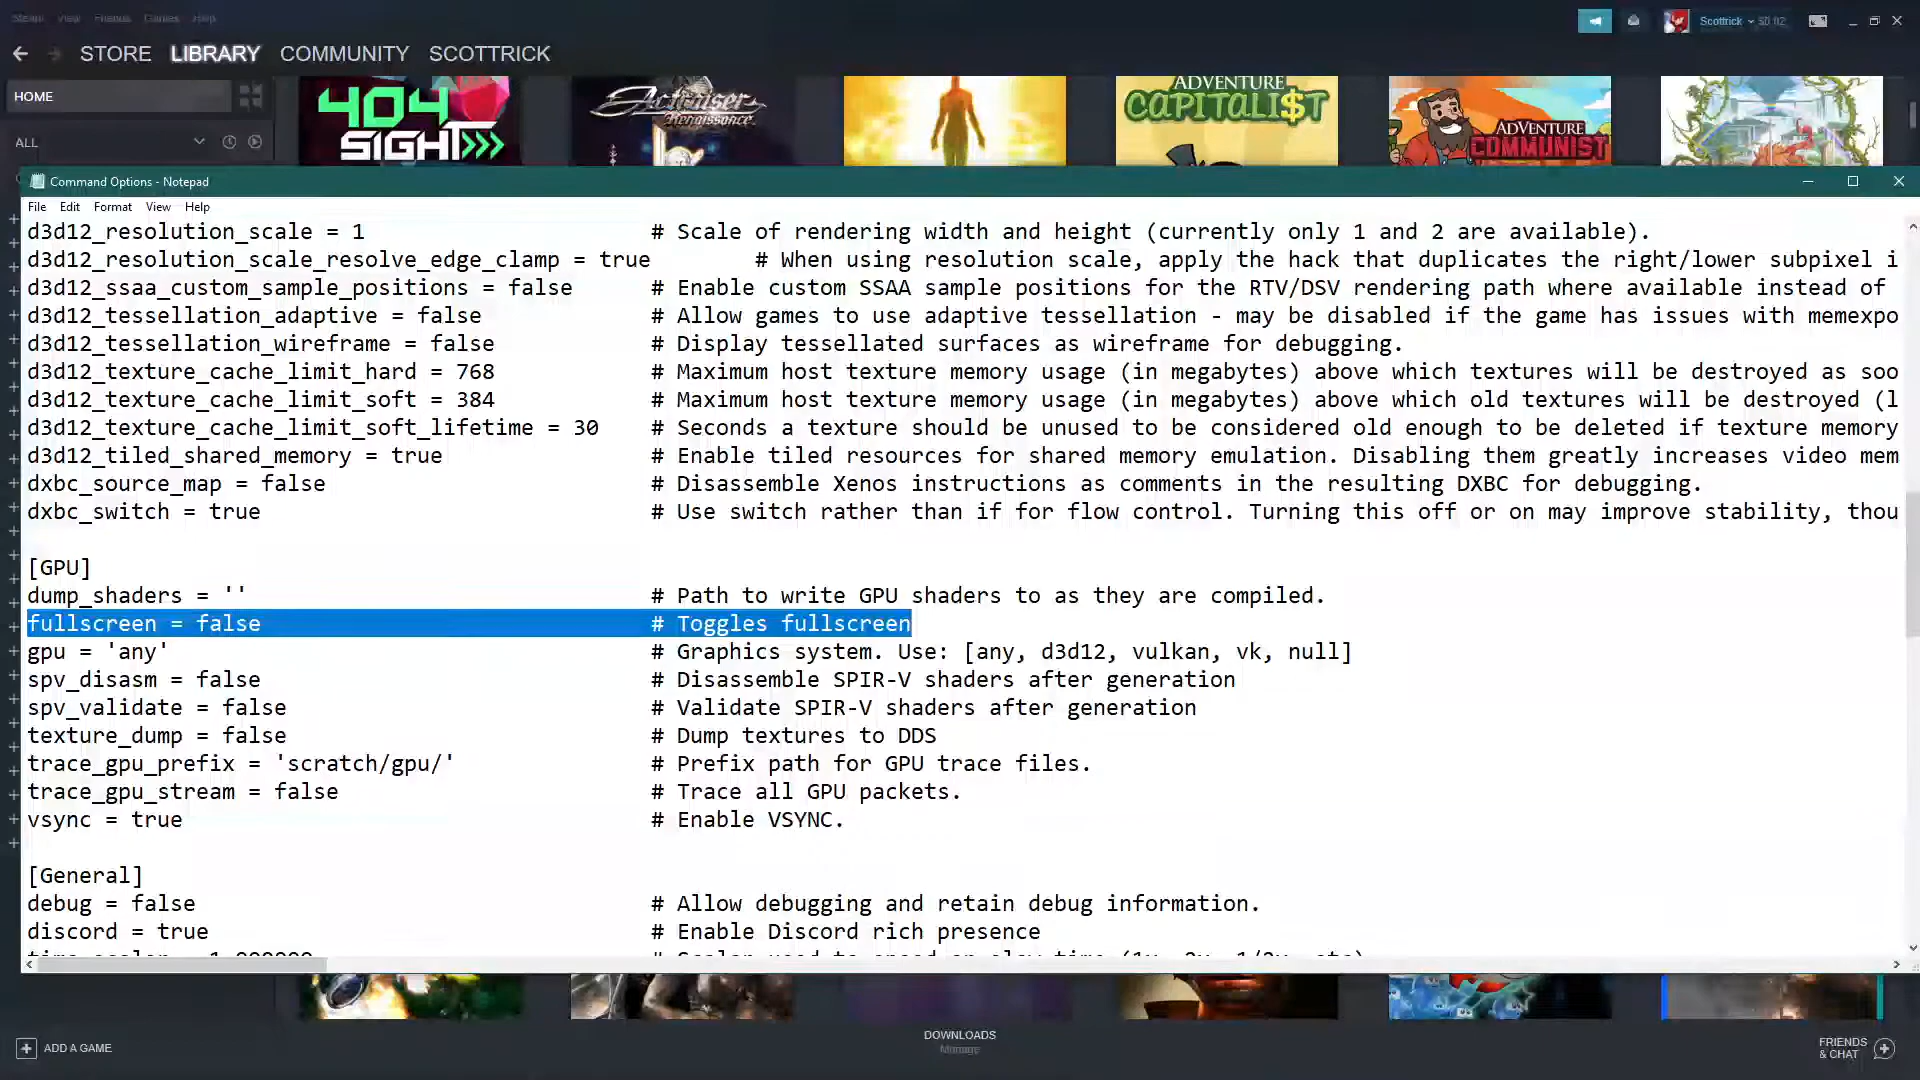 Steam View Friends Games Help
Scottrick
STORE LIBRARY COMMUNITY SCOTTRICK
HOME
404 SIGHT
Actraiser Renaissance
ADVENTURE CAPITALI$T
ADVENTURE COMMUNIST
ALL
Command Options - Notepad
File Edit Format View Help
d3d12_resolution_scale = 1 # Scale of rendering width and height (currently only 1 and 2 are available).
d3d12_resolution_scale_resolve_edge_clamp = true # When using resolution scale, apply the hack that duplicates the right/lower subpixel i
d3d12_ssaa_custom_sample_positions = false # Enable custom SSAA sample positions for the RTV/DSV rendering path where available instead of
d3d12_tessellation_adaptive = false # Allow games to use adaptive tessellation - may be disabled if the game has issues with memexpo
d3d12_tessellation_wireframe = false # Display tessellated surfaces as wireframe for debugging.
d3d12_texture_cache_limit_hard = 768 # Maximum host texture memory usage (in megabytes) above which textures will be destroyed as soo
d3d12_texture_cache_limit_soft = 384 # Maximum host texture memory usage (in megabytes) above which old textures will be destroyed (l
d3d12_texture_cache_limit_soft_lifetime = 30 # Seconds a texture should be unused to be considered old enough to be deleted if texture memory
d3d12_tiled_shared_memory = true # Enable tiled resources for shared memory emulation. Disabling them greatly increases video mem
dxbc_source_map = false # Disassemble Xenos instructions as comments in the resulting DXBC for debugging.
dxbc_switch = true # Use switch rather than if for flow control. Turning this off or on may improve stability, thou
[GPU]
dump_shaders = '' # Path to write GPU shaders to as they are compiled.
fullscreen = false # Toggles fullscreen
gpu = 'any' # Graphics system. Use: [any, d3d12, vulkan, vk, null]
spv_disasm = false # Disassemble SPIR-V shaders after generation
spv_validate = false # Validate SPIR-V shaders after generation
texture_dump = false # Dump textures to DDS
trace_gpu_prefix = 'scratch/gpu/' # Prefix path for GPU trace files.
trace_gpu_stream = false # Trace all GPU packets.
vsync = true # Enable VSYNC.
[General]
debug = false # Allow debugging and retain debug information.
discord = true # Enable Discord rich presence
DOWNLOADS
Manage
ADD A GAME
FRIENDS
& CHAT